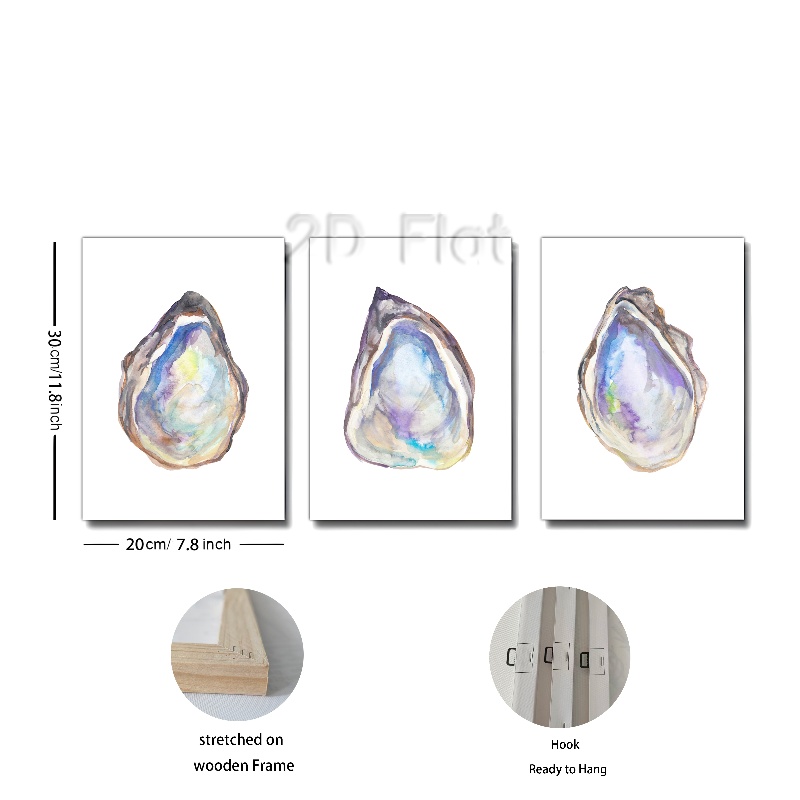 2D Flat
30cm/11.8inch
20cm/ 7.8 inch
stretched on
wooden Frame
Hook
Ready to Hang